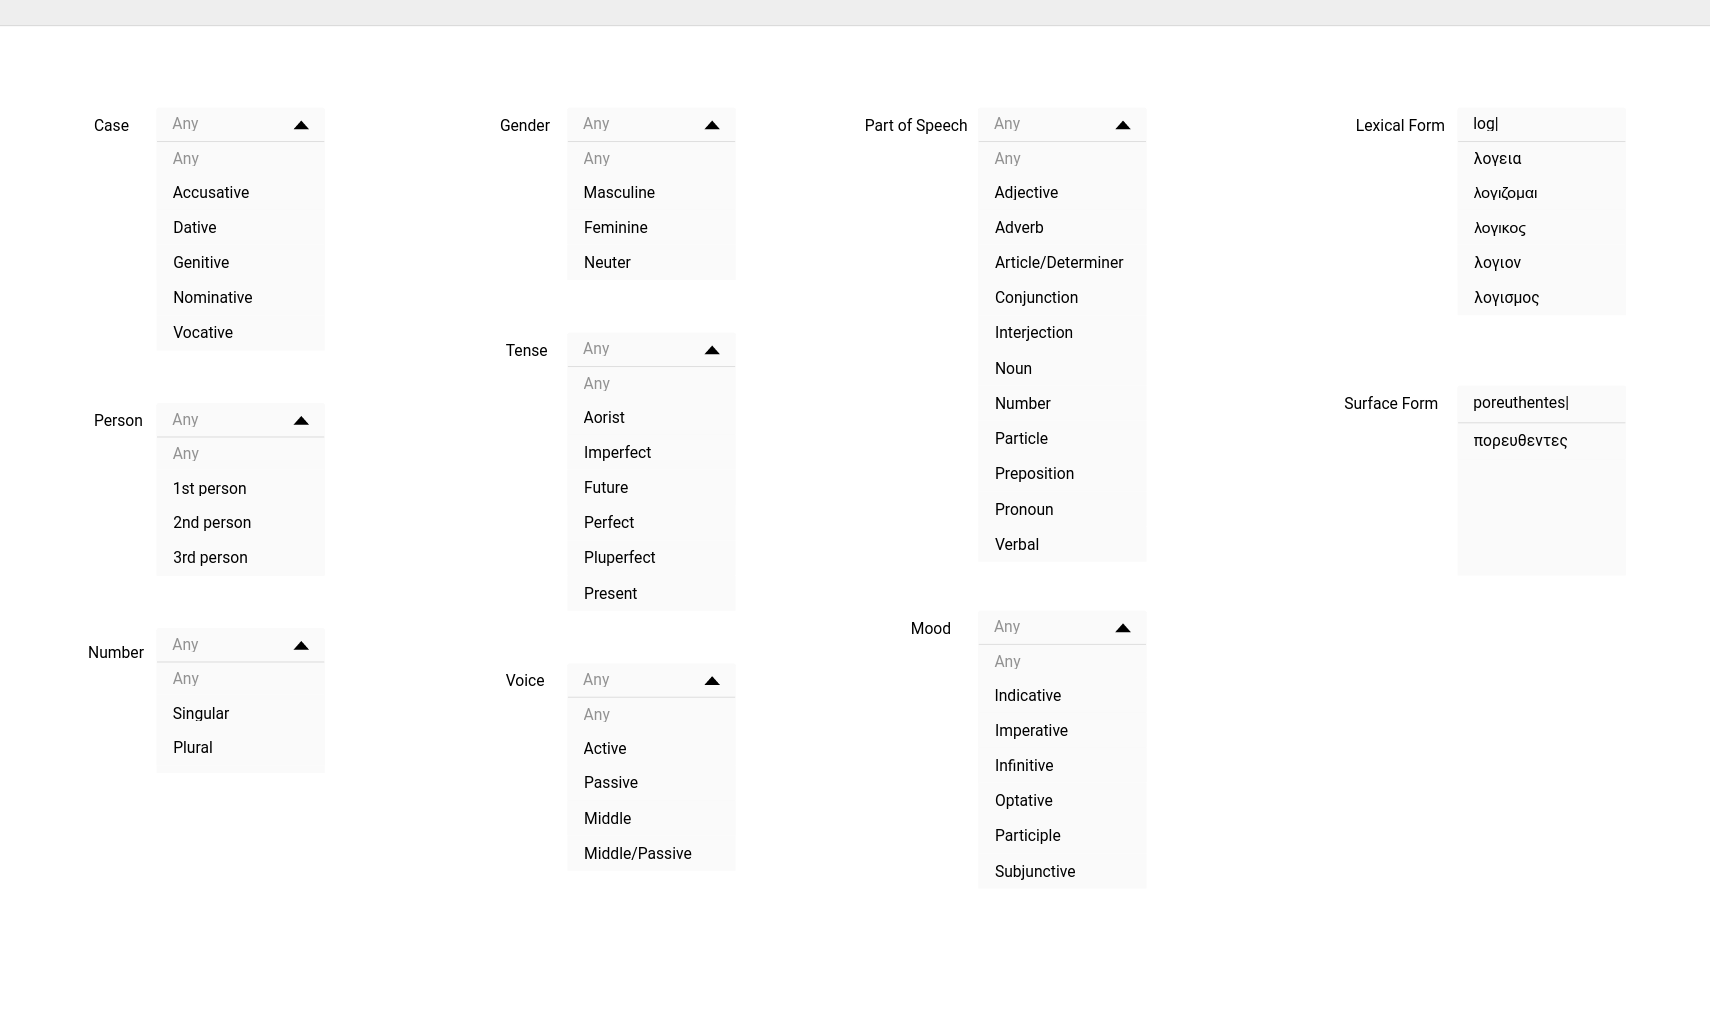 Case
Any
Any
Accusative
Dative
Genitive
Nominative
Vocative
Person
Any
Any
1st person
2nd person
3rd person
Number
Any
Any
Singular
Plural
Gender
Any
Any
Masculine
Feminine
Neuter
Tense
Any
Any
Aorist
Imperfect
Future
Perfect
Pluperfect
Present
Voice
Any
Any
Active
Passive
Middle
Middle/Passive
Part of Speech
Any
Any
Adjective
Adverb
Article/Determiner
Conjunction
Interjection
Noun
Number
Particle
Preposition
Pronoun
Verbal
Mood
Any
Any
Indicative
Imperative
Infinitive
Optative
Participle
Subjunctive
Lexical Form
log|
λογεια
λογιζομαι
λογικος
λογιον
λογισμος
Surface Form
poreuthentes|
πορευθεντες